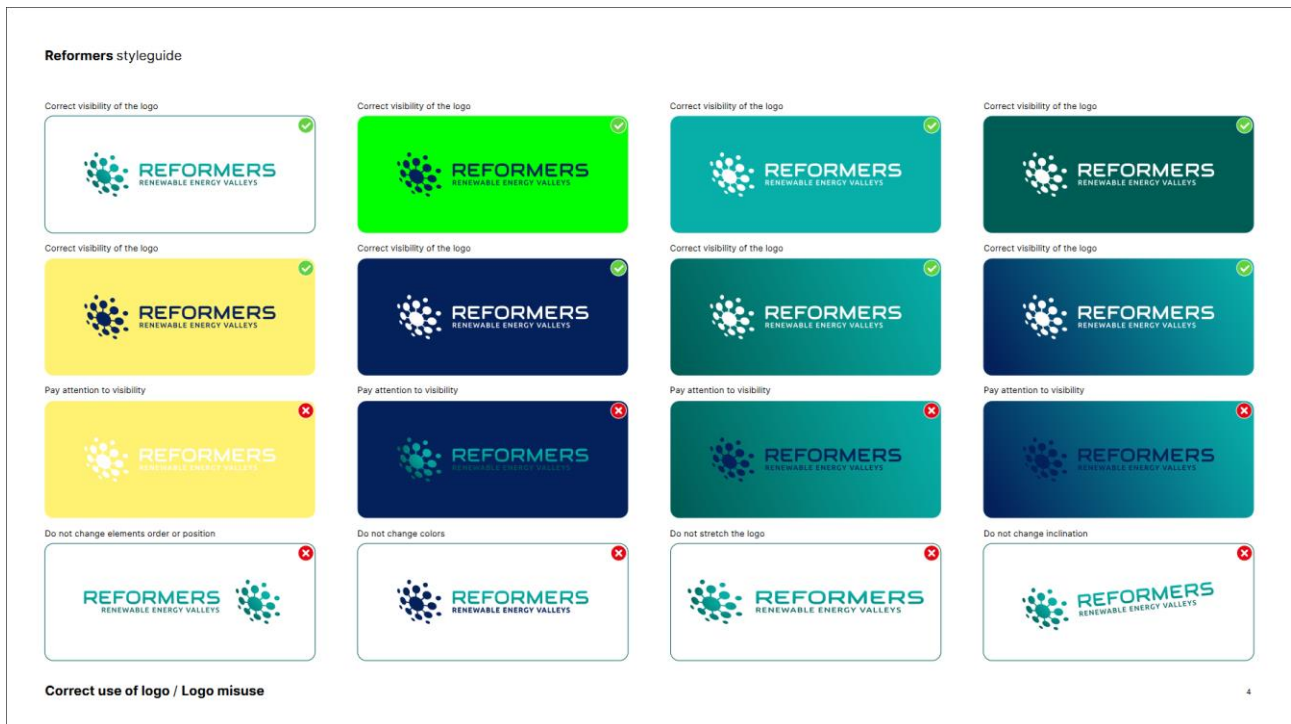 Reformers styleguide
Correct visibility of the logo
Correct visibility of the logo
Correct visibility of the logo
Correct visibility of the logo
REFORMERS
RENEWABLE ENERGY VALLEYS
REFORMERS
RENEWABLE ENERGY VALLEYS
REFORMERS
RENEWABLE ENERGY VALLEYS
REFORMERS
RENEWABLE ENERGY VALLEYS
Correct visibility of the logo
Correct visibility of the logo
Correct visibility of the logo
Correct visibility of the logo
REFORMERS
RENEWABLE ENERGY VALLEYS
REFORMERS
RENEWABLE ENERGY VALLEYS
REFORMERS
RENEWABLE ENERGY VALLEYS
REFORMERS
RENEWABLE ENERGY VALLEYS
Pay attention to visibility
Pay attention to visibility
Pay attention to visibility
Pay attention to visibility
REFORMERS
RENEWABLE ENERGY VALLEYS
REFORMERS
RENEWABLE ENERGY VALLEYS
REFORMERS
RENEWABLE ENERGY VALLEYS
REFORMERS
RENEWABLE ENERGY VALLEYS
Do not change elements order or position
Do not change colors
Do not stretch the logo
Do not change inclination
REFORMERS
RENEWABLE ENERGY VALLEYS
REFORMERS
RENEWABLE ENERGY VALLEYS
REFORMERS
RENEWABLE ENERGY VALLEYS
REFORMERS
RENEWABLE ENERGY VALLEYS
Correct use of logo / Logo misuse
4